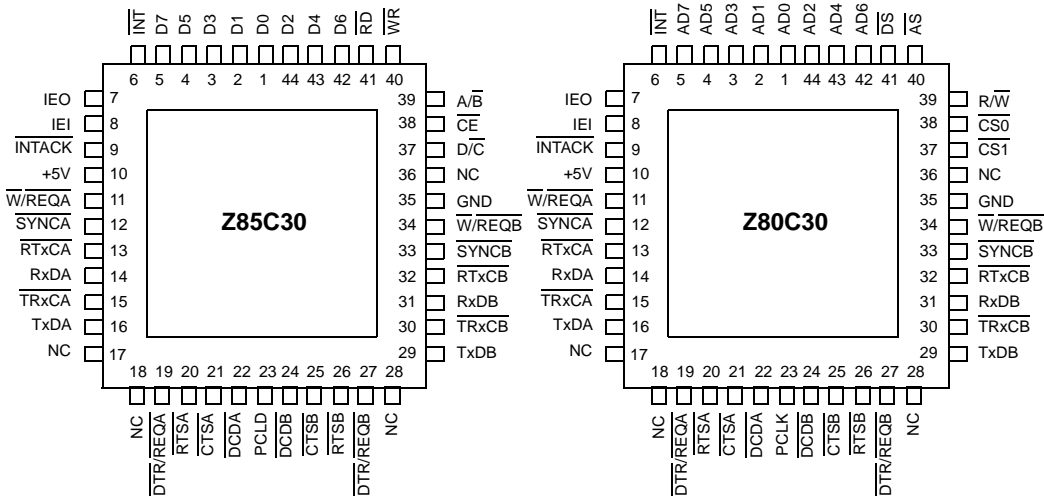 INT D7 D5 D3 D1 D0 D2 D4 D6 RD WR
6 5 4 3 2 1 44 43 42 41 40
IEO 7 39 A/B
IEI 8 38 CE
INTACK 9 37 D/C
+5V 10 36 NC
W/REQA 11 35 GND
SYNCA 12 34 W/REQB
Z85C30
RTxCA 13 33 SYNCB
RxDA 14 32 RTxCB
TRxCA 15 31 RxDB
TxDA 16 30 TRxCB
NC 17 29 TxDB
18 19 20 21 22 23 24 25 26 27 28
NC DTR/REQA RTSA CTSA DCDA PCLD DCDB CTSB RTSB DTR/REQB NC
INT AD7 AD5 AD3 AD1 AD0 AD2 AD4 AD6 DS AS
6 5 4 3 2 1 44 43 42 41 40
IEO 7 39 R/W
IEI 8 38 CS0
INTACK 9 37 CS1
+5V 10 36 NC
W/REQA 11 35 GND
SYNCA 12 34 W/REQB
Z80C30
RTxCA 13 33 SYNCB
RxDA 14 32 RTxCB
TRxCA 15 31 RxDB
TxDA 16 30 TRxCB
NC 17 29 TxDB
18 19 20 21 22 23 24 25 26 27 28
NC DTR/REQA RTSA CTSA DCDA PCLK DCDB CTSB RTSB DTR/REQB NC